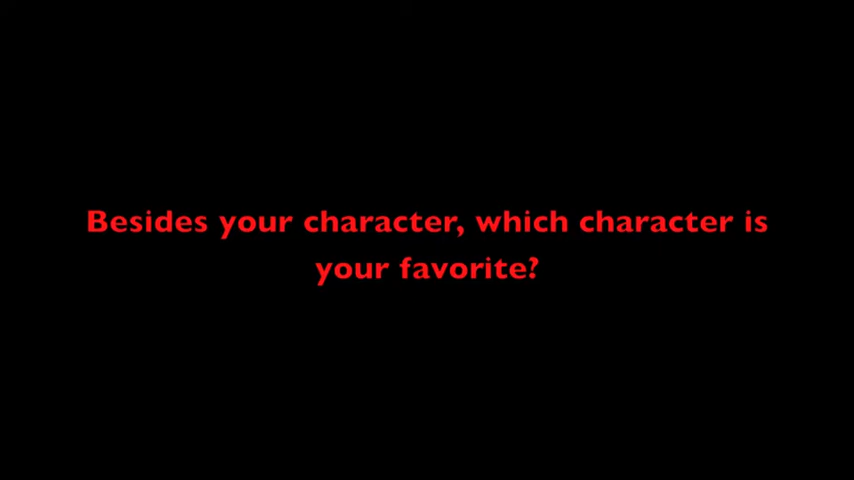 Besides your character, which character is
your favorite?